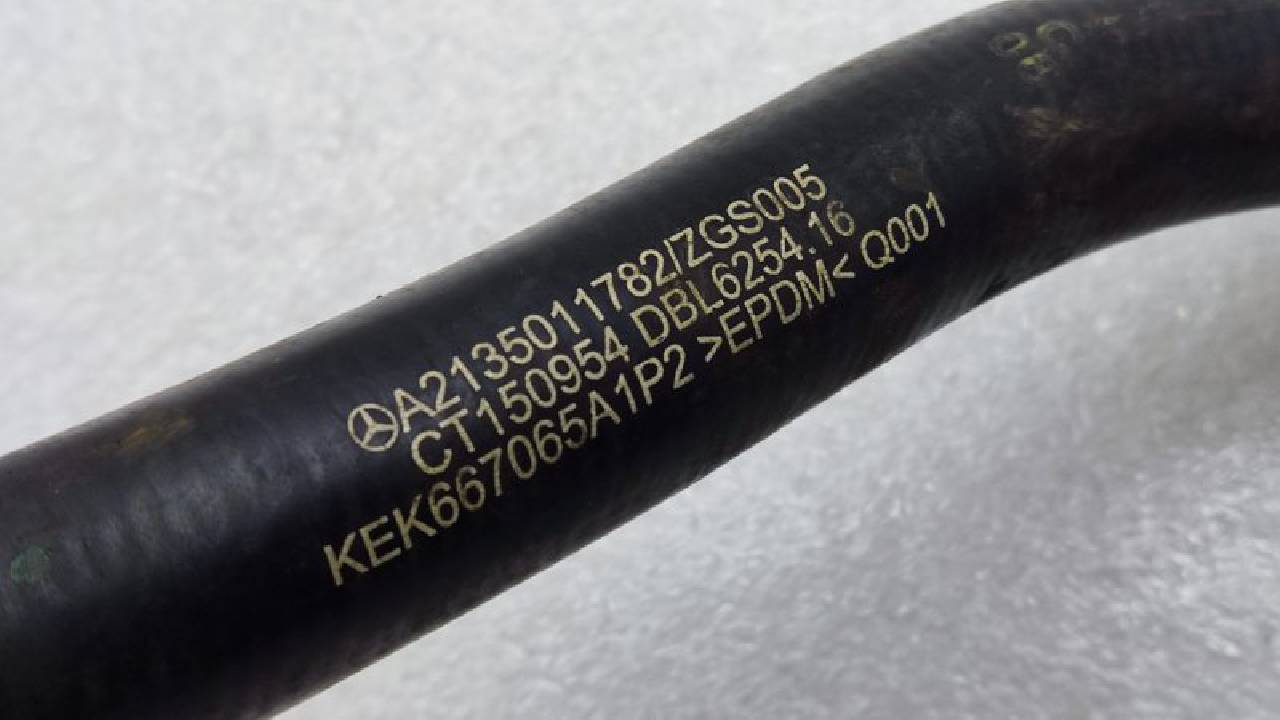 A2135011782/ZGS005
CT150954 DBL6254.16
KEK667065A1P2 >EPDM< Q001